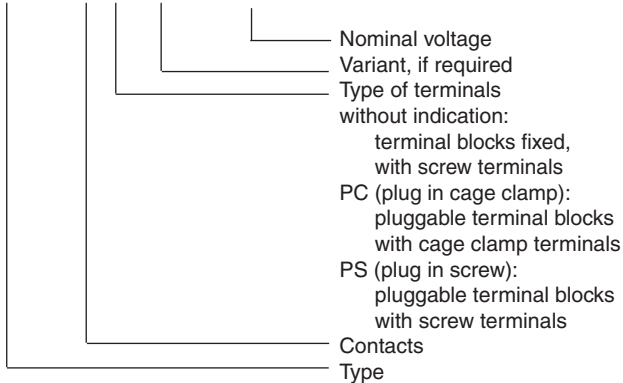 Nominal voltage
Variant, if required
Type of terminals
without indication:
terminal blocks fixed,
with screw terminals
PC (plug in cage clamp):
pluggable terminal blocks
with cage clamp terminals
PS (plug in screw):
pluggable terminal blocks
with screw terminals
Contacts
Type